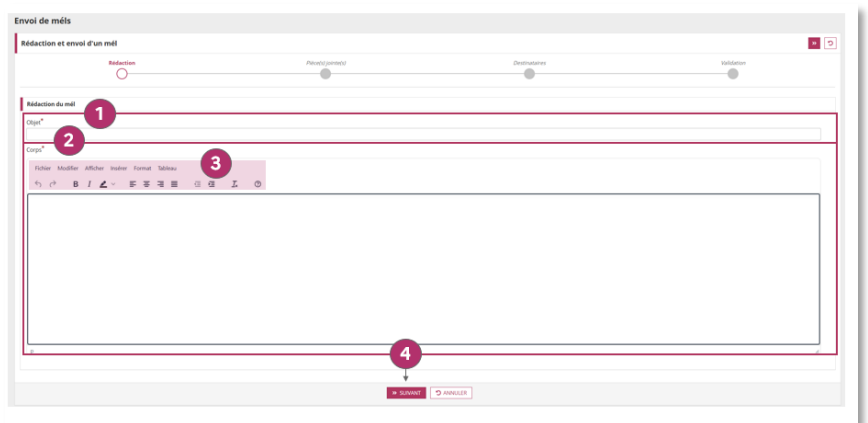 Envoi de méls
Rédaction et envoi d'un mél
Rédaction Pièce(s) jointe(s) Destinataires Validation
Rédaction du mél
1
Objet*
2
Corps*
3
Fichier Modifier Afficher Insérer Format Tableau
B I
p
4
SUIVANT ANNULER